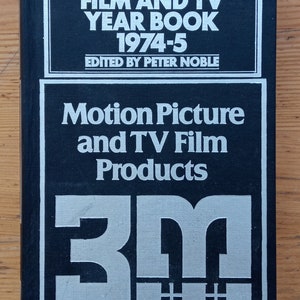 FILM AND TV
YEAR BOOK
1974-5
EDITED BY PETER NOBLE
Motion Picture
and TV Film
Products
3m